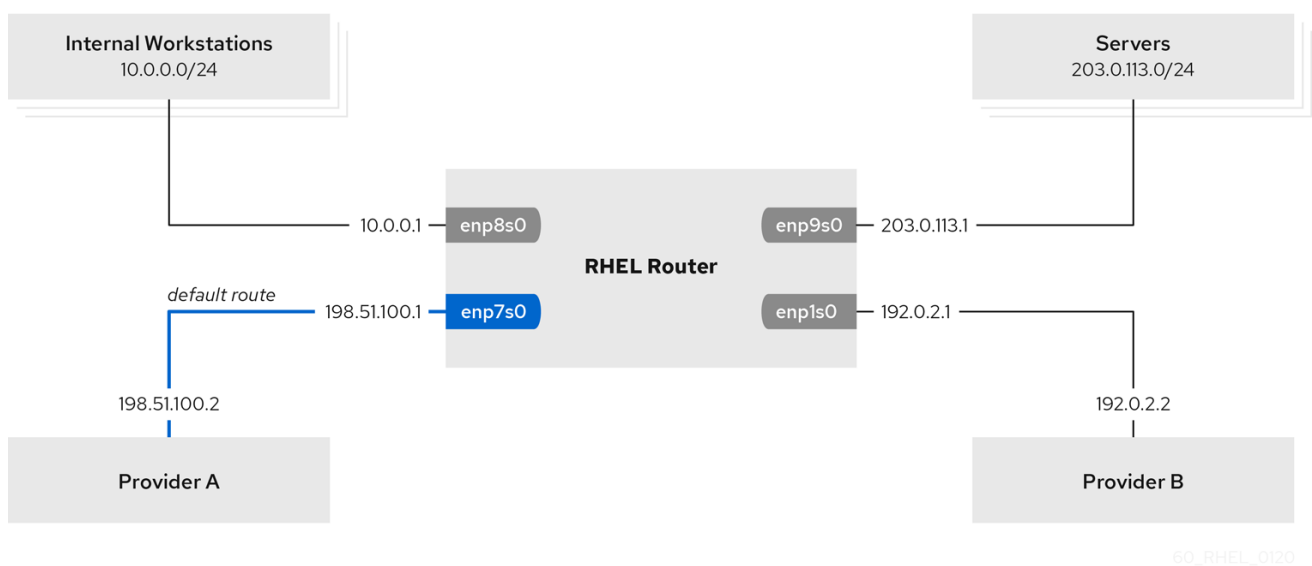 Internal Workstations
10.0.0.0/24
Servers
203.0.113.0/24
10.0.0.1
enp8s0
enp9s0
203.0.113.1
RHEL Router
default route
198.51.100.1
enp7s0
enp1s0
192.0.2.1
198.51.100.2
192.0.2.2
Provider A
Provider B
60_RHEL_0120